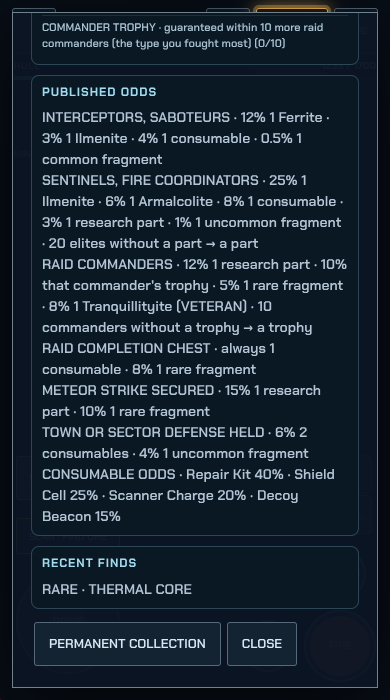 COMMANDER TROPHY · guaranteed within 10 more raid
commanders (the type you fought most) (0/10)
PUBLISHED ODDS
INTERCEPTORS, SABOTEURS · 12% 1 Ferrite ·
3% 1 Ilmenite · 4% 1 consumable · 0.5% 1
common fragment
SENTINELS, FIRE COORDINATORS · 25% 1
Ilmenite · 6% 1 Armalcolite · 8% 1 consumable ·
3% 1 research part · 1% 1 uncommon fragment
· 20 elites without a part → a part
RAID COMMANDERS · 12% 1 research part · 10%
that commander's trophy · 5% 1 rare fragment
· 8% 1 Tranquillityite (VETERAN) · 10
commanders without a trophy → a trophy
RAID COMPLETION CHEST · always 1
consumable · 8% 1 rare fragment
METEOR STRIKE SECURED · 15% 1 research
part · 10% 1 rare fragment
TOWN OR SECTOR DEFENSE HELD · 6% 2
consumables · 4% 1 uncommon fragment
CONSUMABLE ODDS · Repair Kit 40% · Shield
Cell 25% · Scanner Charge 20% · Decoy
Beacon 15%
RECENT FINDS
RARE · THERMAL CORE
PERMANENT COLLECTION
CLOSE